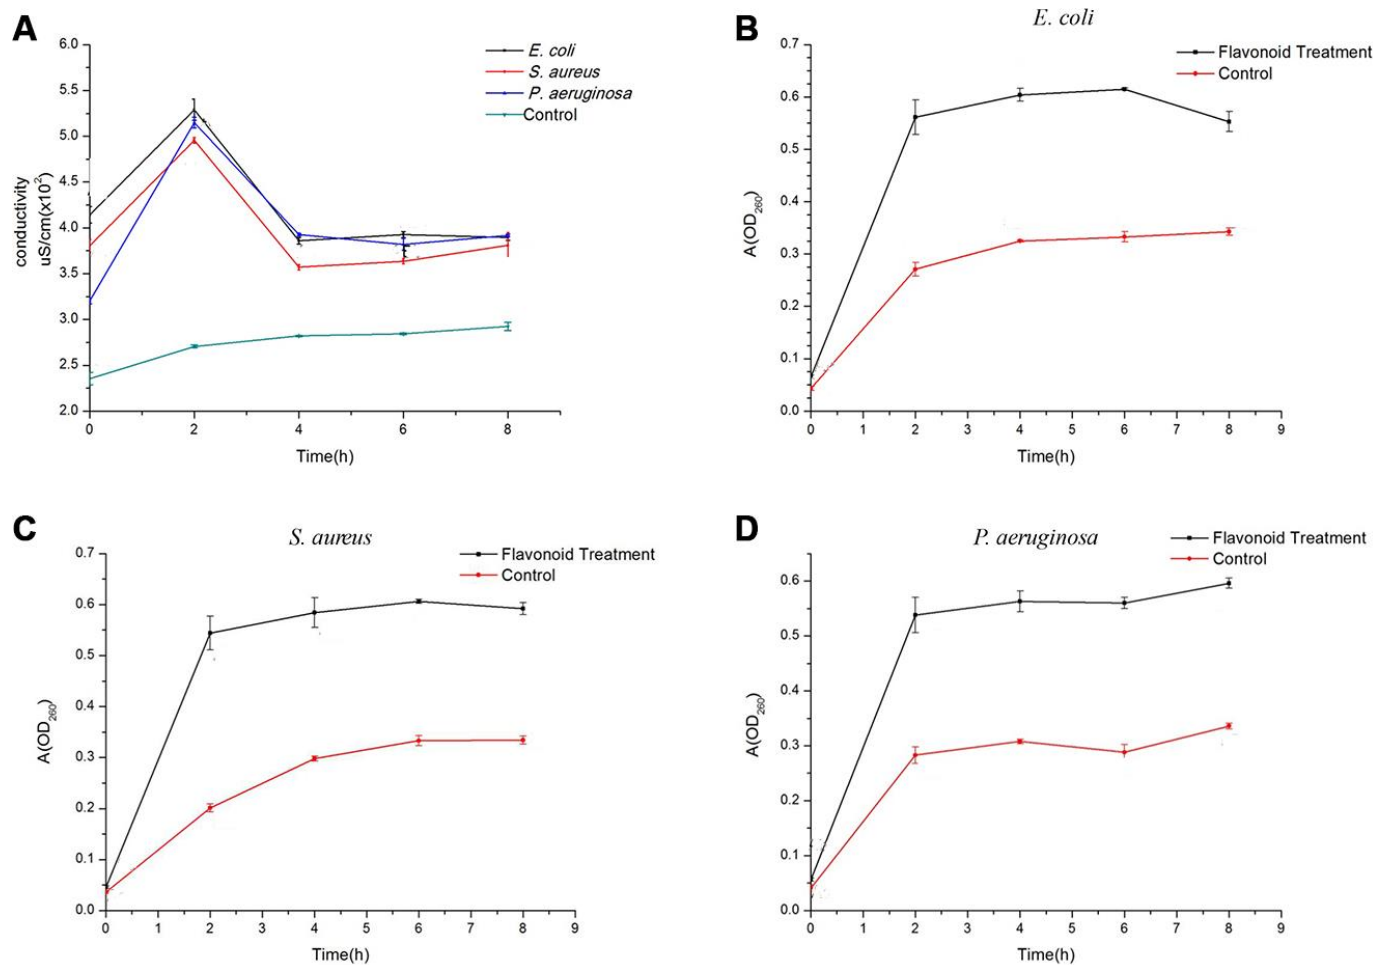 A
6.0
5.5
5.0
4.5
4.0
3.5
3.0
2.5
2.0
conductivity
uS/cm(x10²)
0 2 4 6 8
Time(h)
E. coli
S. aureus
P. aeruginosa
Control
B
E. coli
0.7
0.6
0.5
0.4
0.3
0.2
0.1
0.0
A(OD260)
0 1 2 3 4 5 6 7 8 9
Time(h)
Flavonoid Treatment
Control
C
S. aureus
0.7
0.6
0.5
0.4
0.3
0.2
0.1
0.0
A(OD260)
0 1 2 3 4 5 6 7 8 9
Time(h)
Flavonoid Treatment
Control
D
P. aeruginosa
0.6
0.5
0.4
0.3
0.2
0.1
0.0
A(OD260)
0 1 2 3 4 5 6 7 8 9
Time(h)
Flavonoid Treatment
Control